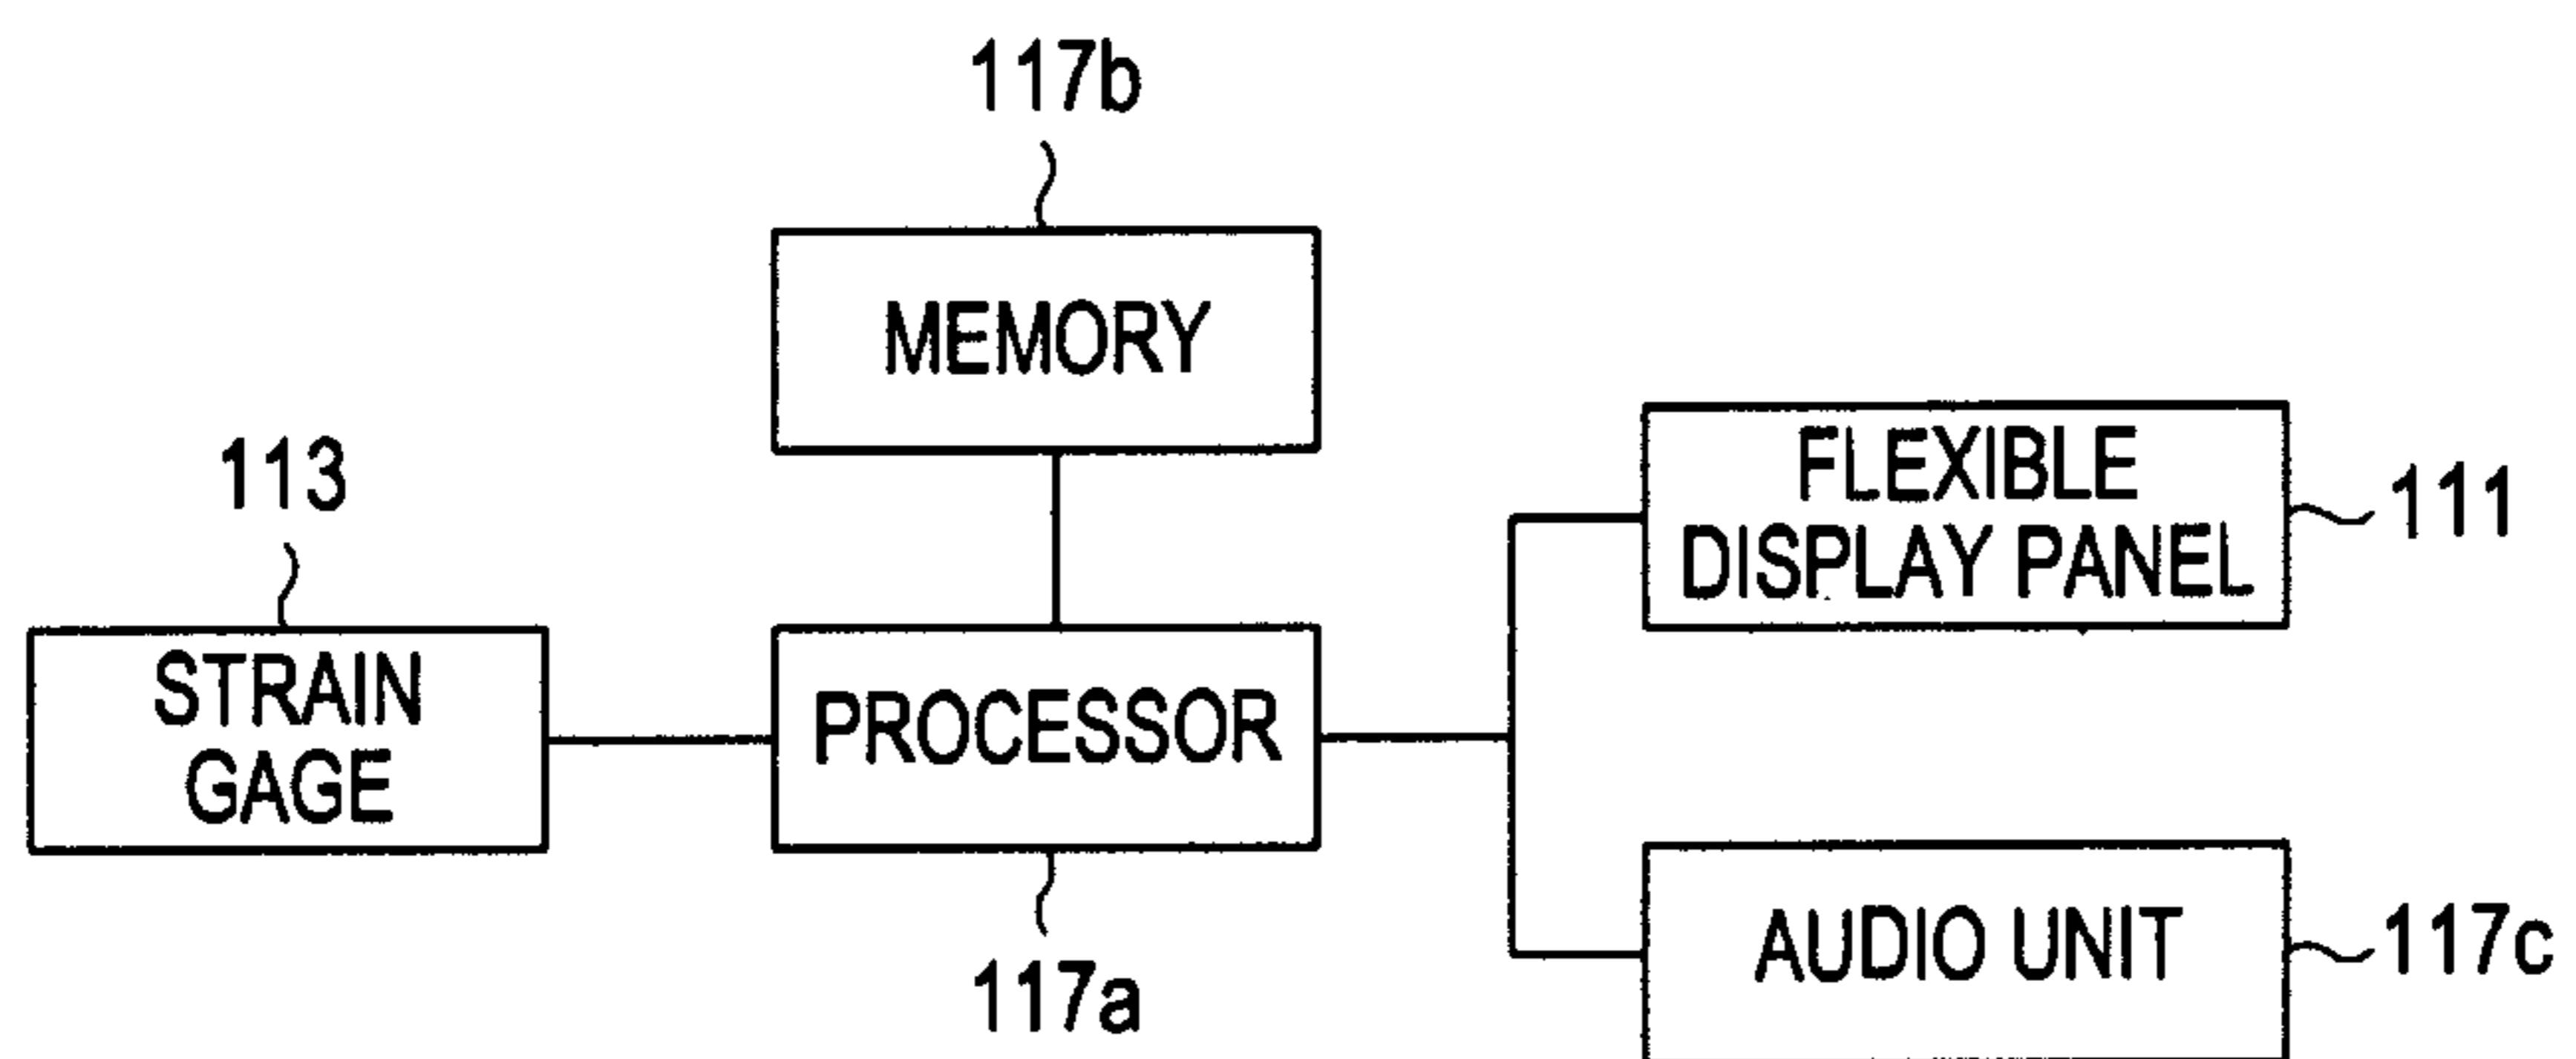 117b
MEMORY
113
STRAIN
GAGE
PROCESSOR
117a
FLEXIBLE
DISPLAY PANEL
111
AUDIO UNIT
117c